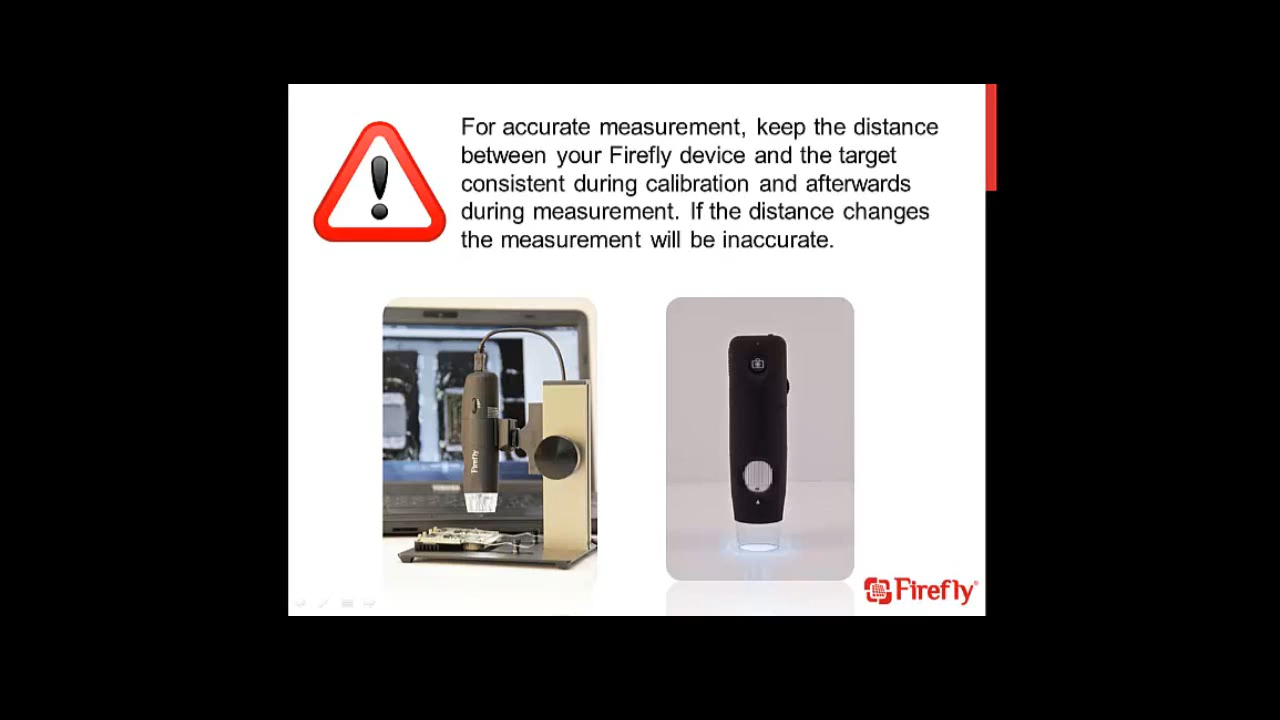 For accurate measurement, keep the distance
between your Firefly device and the target
consistent during calibration and afterwards
during measurement. If the distance changes
the measurement will be inaccurate.
Firefly
Firefly®